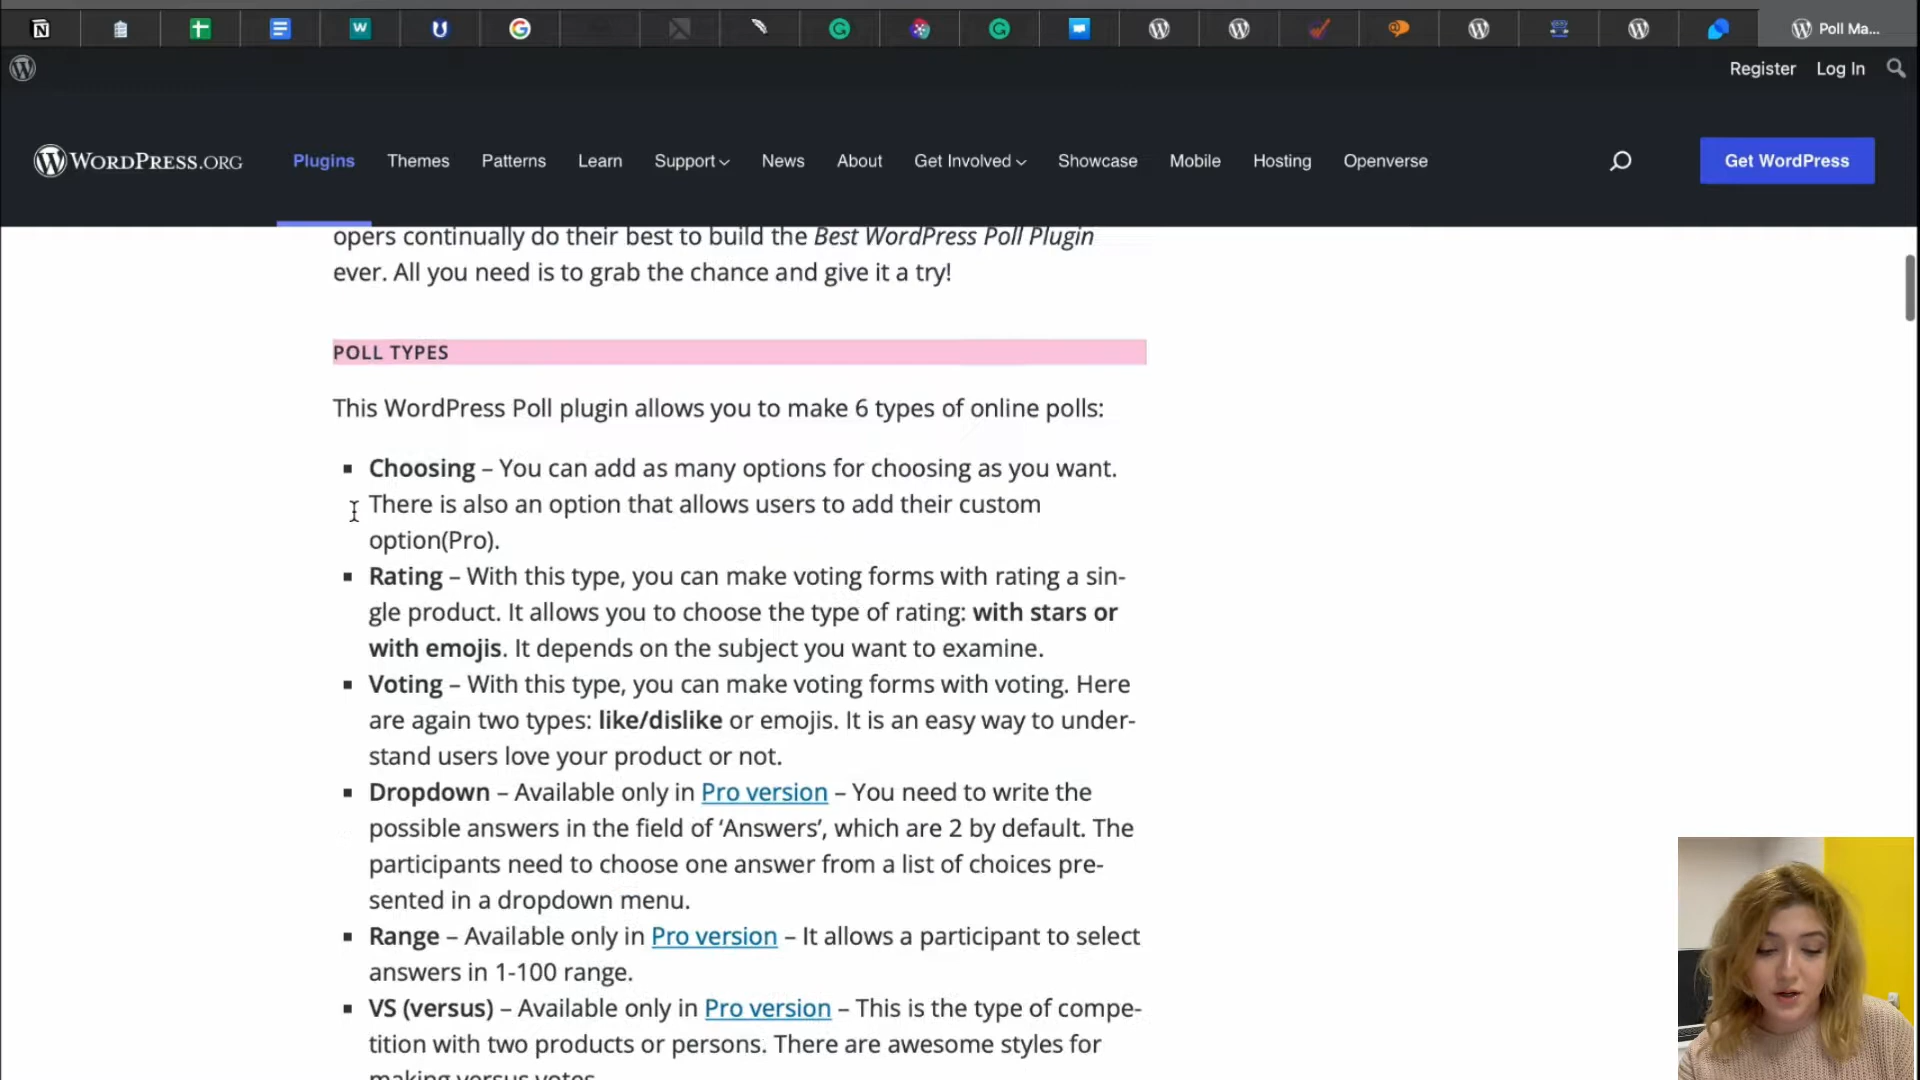 Poll Ma...
Register Log In
WORDPRESS.ORG Plugins Themes Patterns Learn Support News About Get Involved Showcase Mobile Hosting Openverse Get WordPress
opers continually do their best to build the Best WordPress Poll Plugin
ever. All you need is to grab the chance and give it a try!
POLL TYPES
This WordPress Poll plugin allows you to make 6 types of online polls:
▪ Choosing – You can add as many options for choosing as you want.
There is also an option that allows users to add their custom
option(Pro).
▪ Rating – With this type, you can make voting forms with rating a sin-
gle product. It allows you to choose the type of rating: with stars or
with emojis. It depends on the subject you want to examine.
▪ Voting – With this type, you can make voting forms with voting. Here
are again two types: like/dislike or emojis. It is an easy way to under-
stand users love your product or not.
▪ Dropdown – Available only in Pro version – You need to write the
possible answers in the field of ‘Answers’, which are 2 by default. The
participants need to choose one answer from a list of choices pre-
sented in a dropdown menu.
▪ Range – Available only in Pro version – It allows a participant to select
answers in 1-100 range.
▪ VS (versus) – Available only in Pro version – This is the type of compe-
tition with two products or persons. There are awesome styles for
making versus votes.